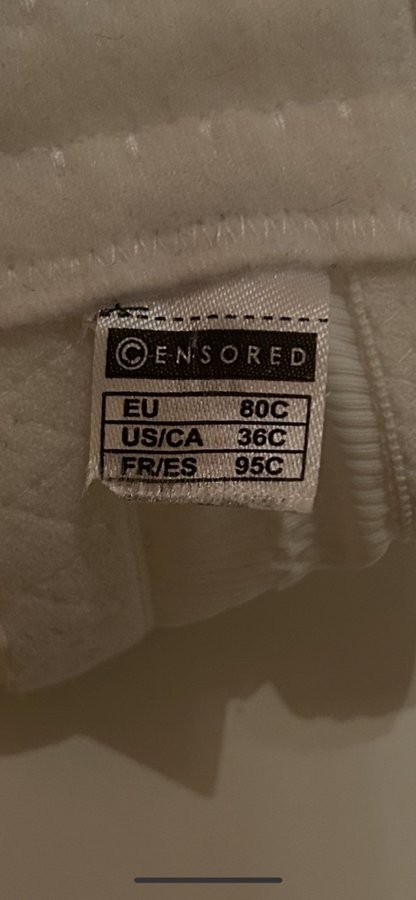 ©ENSORED
EU 80C
US/CA 36C
FR/ES 95C